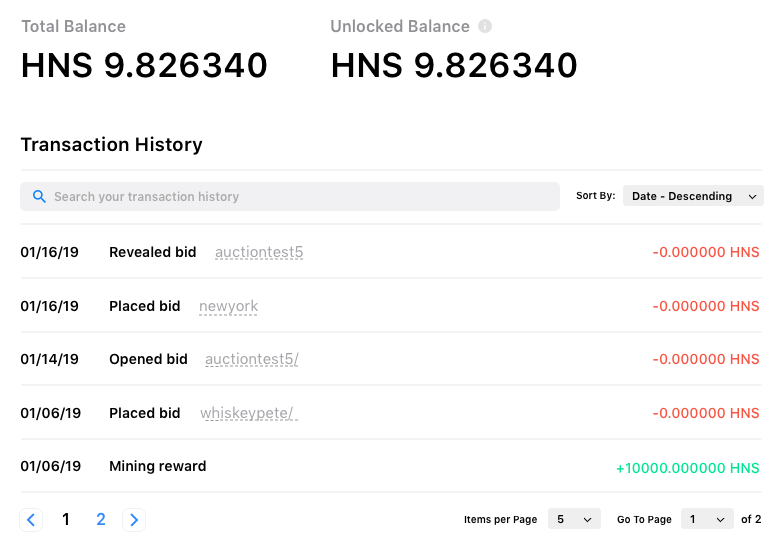 Total Balance
Unlocked Balance
HNS 9.826340
HNS 9.826340
Transaction History
Search your transaction history
Sort By: Date - Descending
01/16/19 Revealed bid auctiontest5 -0.000000 HNS
01/16/19 Placed bid newyork -0.000000 HNS
01/14/19 Opened bid auctiontest5/ -0.000000 HNS
01/06/19 Placed bid whiskeypete/ -0.000000 HNS
01/06/19 Mining reward +10000.000000 HNS
1 2 Items per Page 5 Go To Page 1 of 2